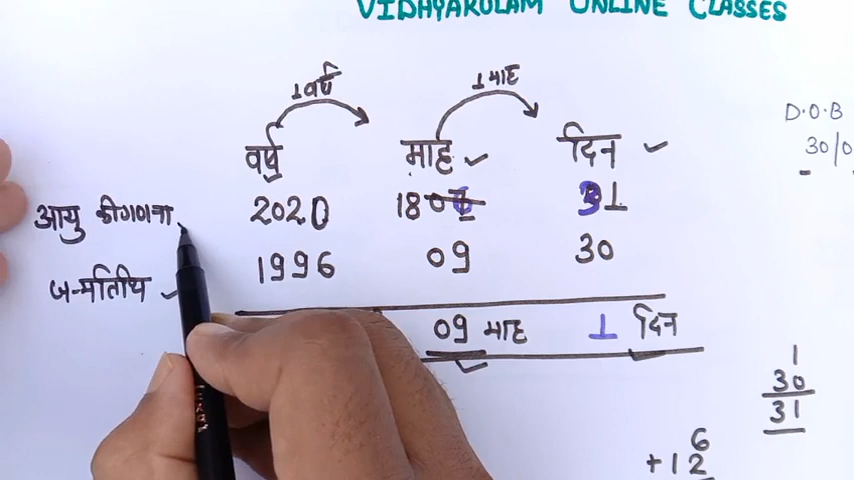 VIDHYAKULAM ONLINE CLASSES
1वर्ष 1माह
वर्ष माह दिन
D.O.B
30/0
आयु की गणना 2020 18 31
जन्मतिथि 1996 09 30
09 माह 1 दिन
1
30
31
6
+12